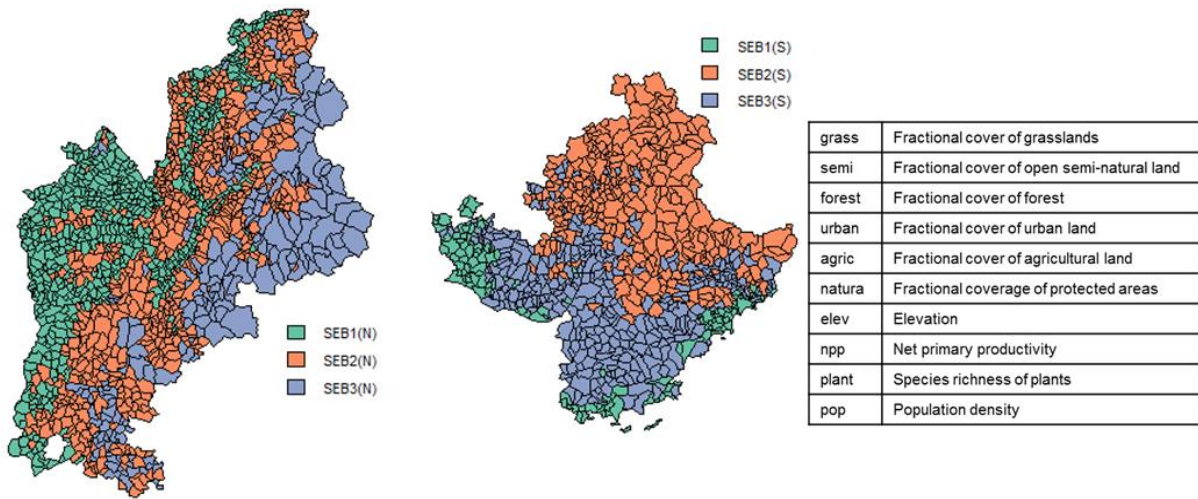 SEB1(S)
SEB2(S)
SEB3(S)
SEB1(N)
SEB2(N)
SEB3(N)
grass Fractional cover of grasslands
semi Fractional cover of open semi-natural land
forest Fractional cover of forest
urban Fractional cover of urban land
agric Fractional cover of agricultural land
natura Fractional coverage of protected areas
elev Elevation
npp Net primary productivity
plant Species richness of plants
pop Population density